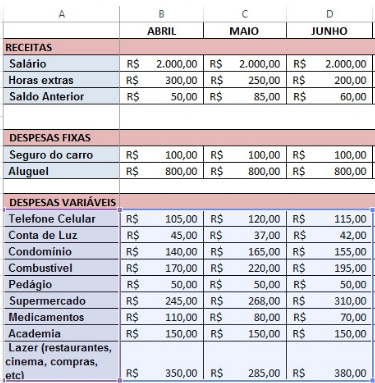 A B C D
ABRIL MAIO JUNHO
RECEITAS
Salário R$ 2.000,00 R$ 2.000,00 R$ 2.000,00
Horas extras R$ 300,00 R$ 250,00 R$ 200,00
Saldo Anterior R$ 50,00 R$ 85,00 R$ 60,00
DESPESAS FIXAS
Seguro do carro R$ 100,00 R$ 100,00 R$ 100,00
Aluguel R$ 800,00 R$ 800,00 R$ 800,00
DESPESAS VARIÁVEIS
Telefone Celular R$ 105,00 R$ 120,00 R$ 115,00
Conta de Luz R$ 45,00 R$ 37,00 R$ 42,00
Condomínio R$ 140,00 R$ 165,00 R$ 155,00
Combustível R$ 170,00 R$ 220,00 R$ 195,00
Pedágio R$ 50,00 R$ 50,00 R$ 50,00
Supermercado R$ 245,00 R$ 268,00 R$ 310,00
Medicamentos R$ 110,00 R$ 80,00 R$ 70,00
Academia R$ 150,00 R$ 150,00 R$ 150,00
Lazer (restaurantes,
cinema, compras,
etc) R$ 350,00 R$ 285,00 R$ 380,00